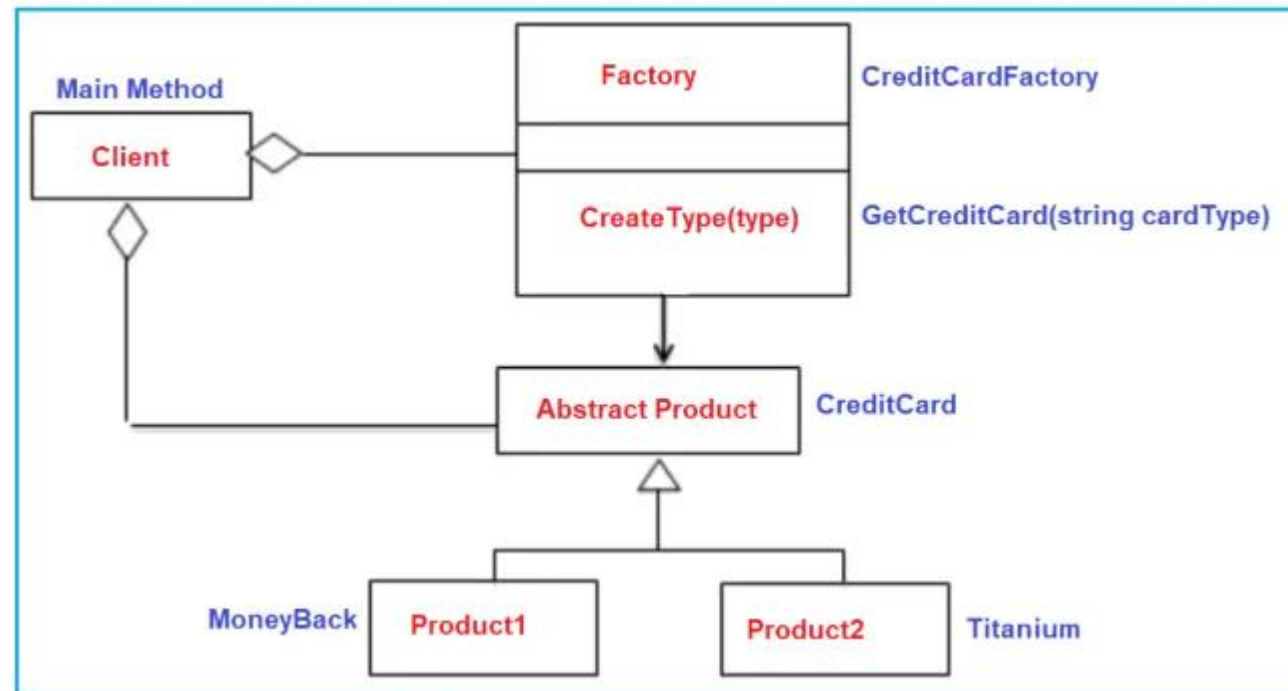 Factory
CreditCardFactory
Main Method
Client
CreateType(type)
GetCreditCard(string cardType)
Abstract Product
CreditCard
MoneyBack
Product1
Product2
Titanium